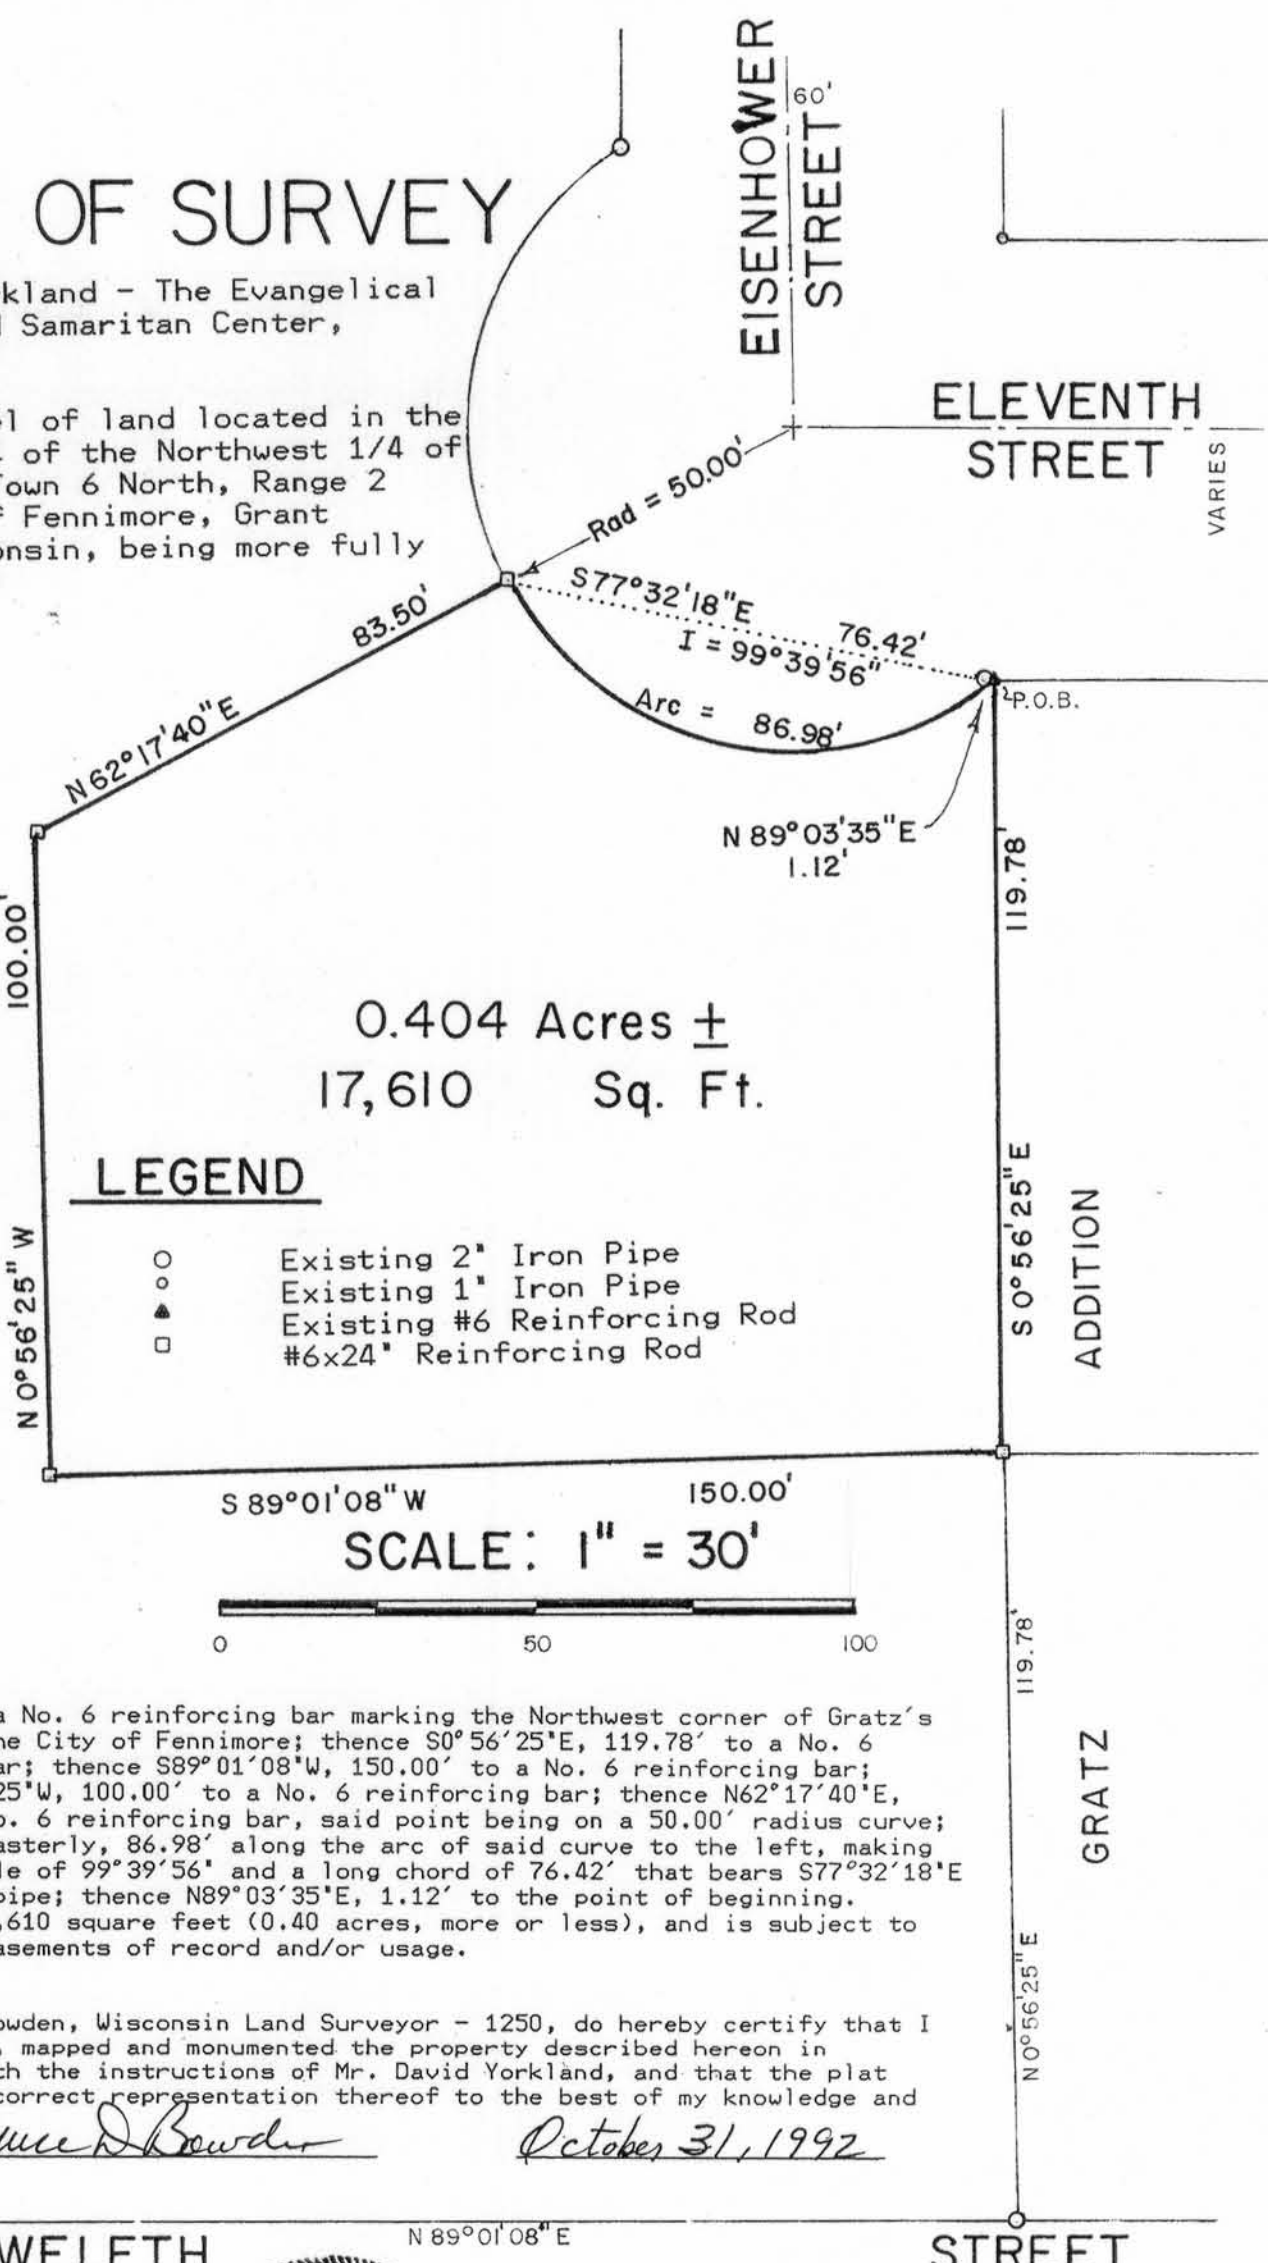 EISENHOWER
STREET
60'
OF SURVEY
kland - The Evangelical
Samaritan Center,
l of land located in the
of the Northwest 1/4 of
Town 6 North, Range 2
Fennimore, Grant
onsin, being more fully
ELEVENTH
STREET
VARIES
Rad = 50.00'
S77°32'18"E
76.42'
I = 99°39'56"
Arc = 86.98'
P.O.B.
83.50'
N62°17'40"E
N 89°03'35"E
1.12'
119.78'
100.00'
0.404 Acres ±
17,610 Sq. Ft.
LEGEND
Existing 2" Iron Pipe
Existing 1" Iron Pipe
Existing #6 Reinforcing Rod
#6x24" Reinforcing Rod
N 0°56'25" W
S 0°56'25"E
ADDITION
S 89°01'08" W 150.00'
SCALE: 1" = 30'
0 50 100
119.78'
GRATZ
N0°56'25"E
a No. 6 reinforcing bar marking the Northwest corner of Gratz's
he City of Fennimore; thence S0°56'25"E, 119.78' to a No. 6
ar; thence S89°01'08"W, 150.00' to a No. 6 reinforcing bar;
25"W, 100.00' to a No. 6 reinforcing bar; thence N62°17'40"E,
o. 6 reinforcing bar, said point being on a 50.00' radius curve;
asterly, 86.98' along the arc of said curve to the left, making
le of 99°39'56" and a long chord of 76.42' that bears S77°32'18"E
pipe; thence N89°03'35"E, 1.12' to the point of beginning.
,610 square feet (0.40 acres, more or less), and is subject to
asements of record and/or usage.
owden, Wisconsin Land Surveyor - 1250, do hereby certify that I
, mapped and monumented the property described hereon in
th the instructions of Mr. David Yorkland, and that the plat
correct representation thereof to the best of my knowledge and
D Bowden
October 31, 1992
N 89°01'08"E
WELFTH STREET